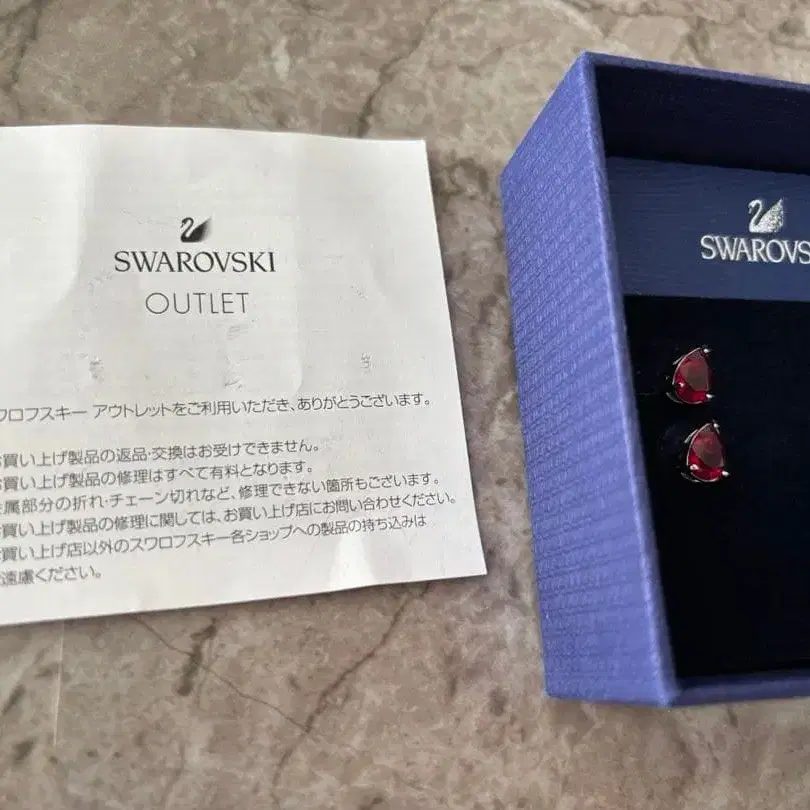 SWAROVSKI
OUTLET
ワロフスキー アウトレットをご利用いただき、ありがとうございます。
買い上げ製品の返品・交換はお受けできません。
買い上げ製品の修理はすべて有料となります。
属部分の折れ・チェーン切れなど、修理できない箇所もございます。
買い上げ製品の修理に関しては、お買い上げ店にお問い合わせください。
買い上げ店以外のスワロフスキー各ショップへの製品の持ち込みは
遠慮ください。
SWAROVS